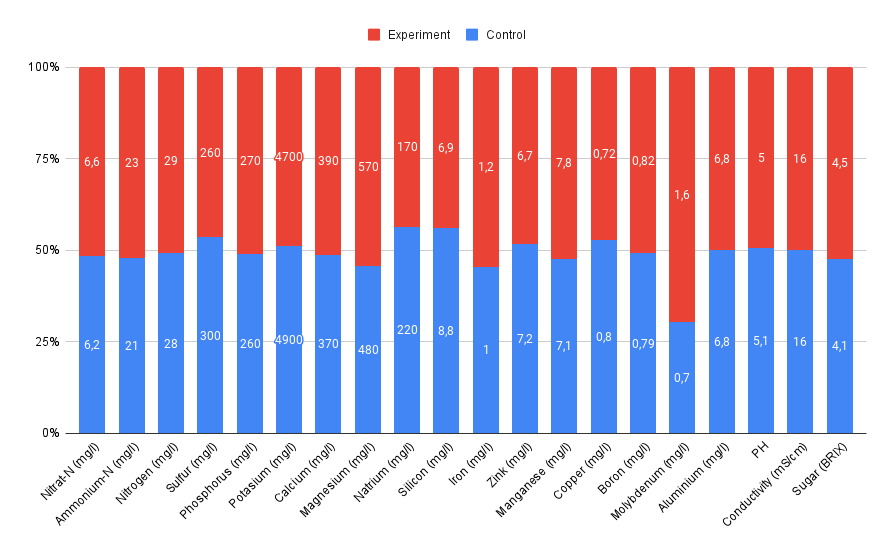 Experiment Control
100%
75%
50%
25%
0%
6,6 23 29 260 270 4700 390 570 170 6,9 1,2 6,7 7,8 0,72 0,82 1,6 6,8 5 16 4,5
6,2 21 28 300 260 4900 370 480 220 8,8 1 7,2 7,1 0,8 0,79 0,7 6,8 5,1 16 4,1
Nitrat-N (mg/l)
Ammonium-N (mg/l)
Nitrogen (mg/l)
Sulfur (mg/l)
Phosphorus (mg/l)
Potasium (mg/l)
Calcium (mg/l)
Magnesium (mg/l)
Natrium (mg/l)
Silicon (mg/l)
Iron (mg/l)
Zink (mg/l)
Manganese (mg/l)
Copper (mg/l)
Boron (mg/l)
Molybdenum (mg/l)
Aluminium (mg/l)
PH
Conductivity (mS/cm)
Sugar (BRIX)